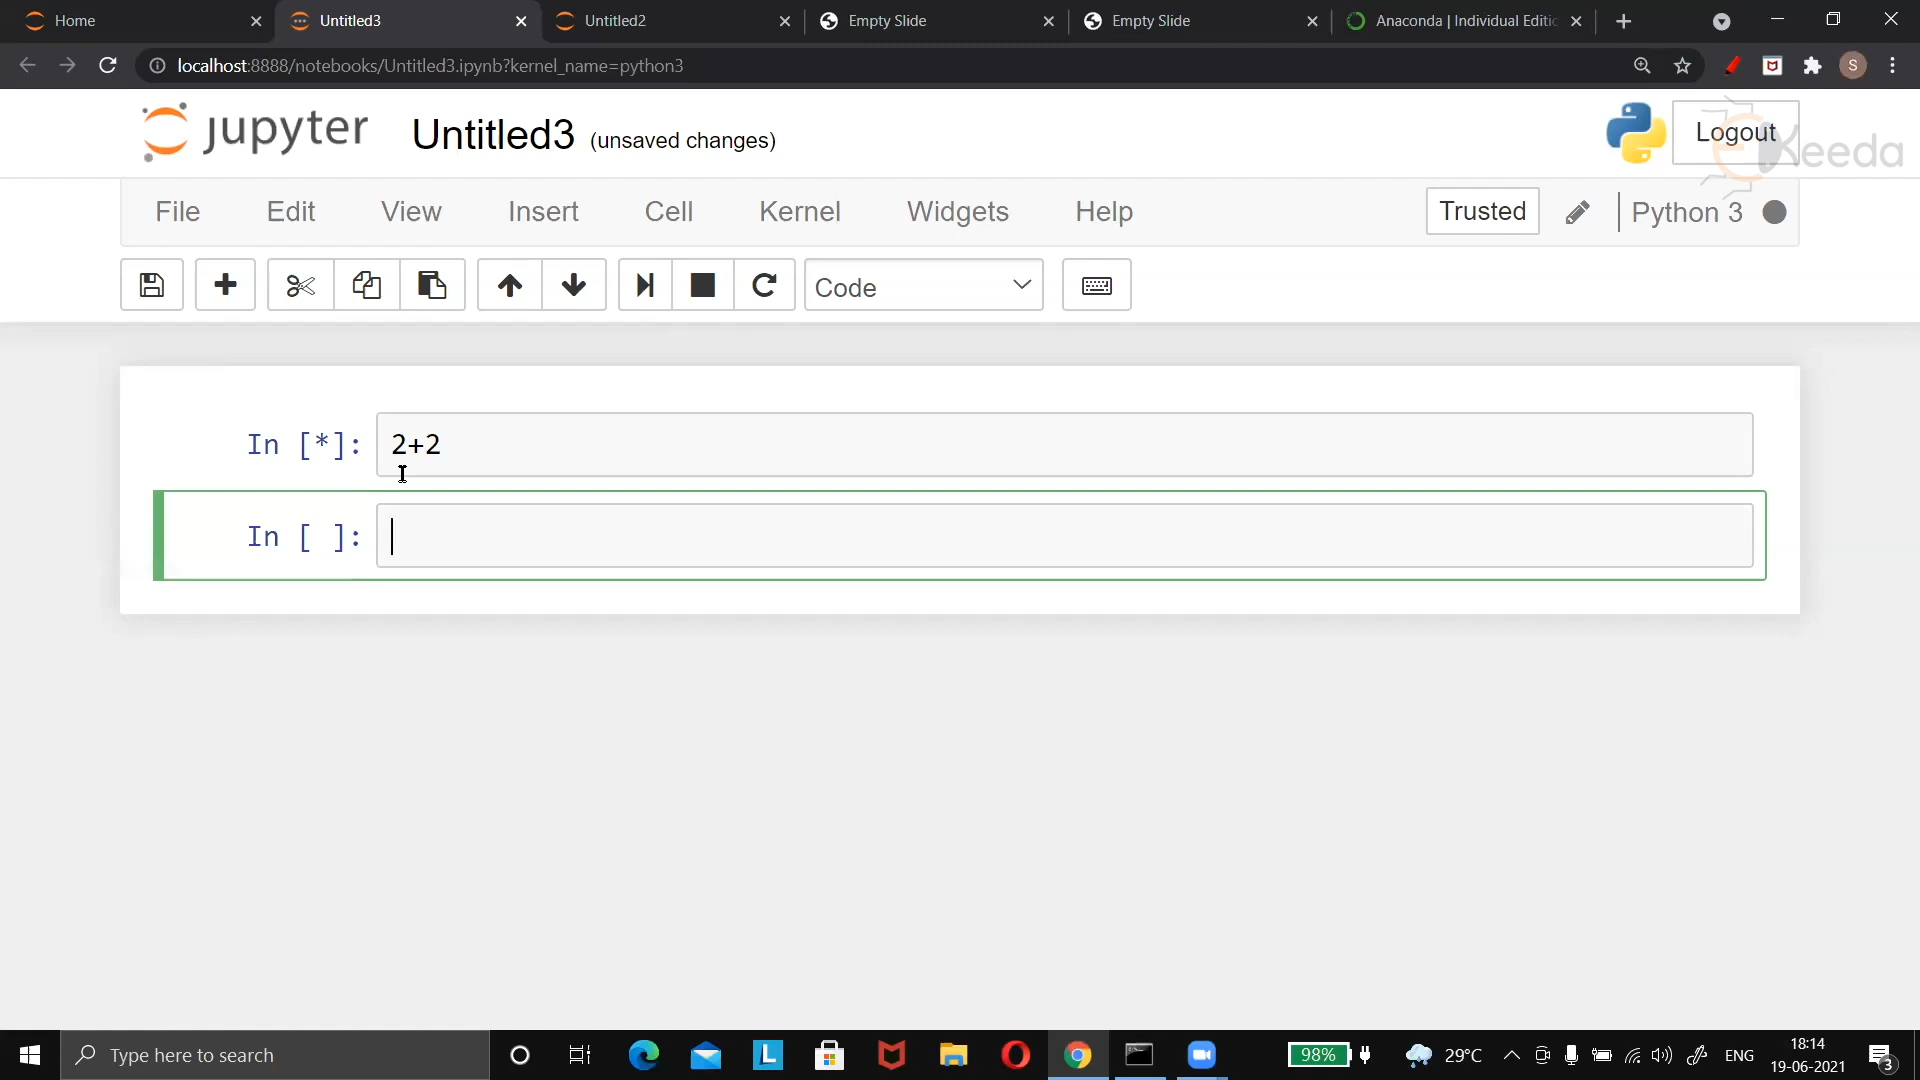 Home
Untitled3
Untitled2
Empty Slide
Empty Slide
Anaconda | Individual Editic
localhost:8888/notebooks/Untitled3.ipynb?kernel_name=python3
S
jupyter
Untitled3 (unsaved changes)
Logout
EKeeda
File Edit View Insert Cell Kernel Widgets Help
Trusted
Python 3
Code
In [*]: 2+2
In [ ]:
Type here to search
L
98%
29°C
ENG
18:14
19-06-2021
3